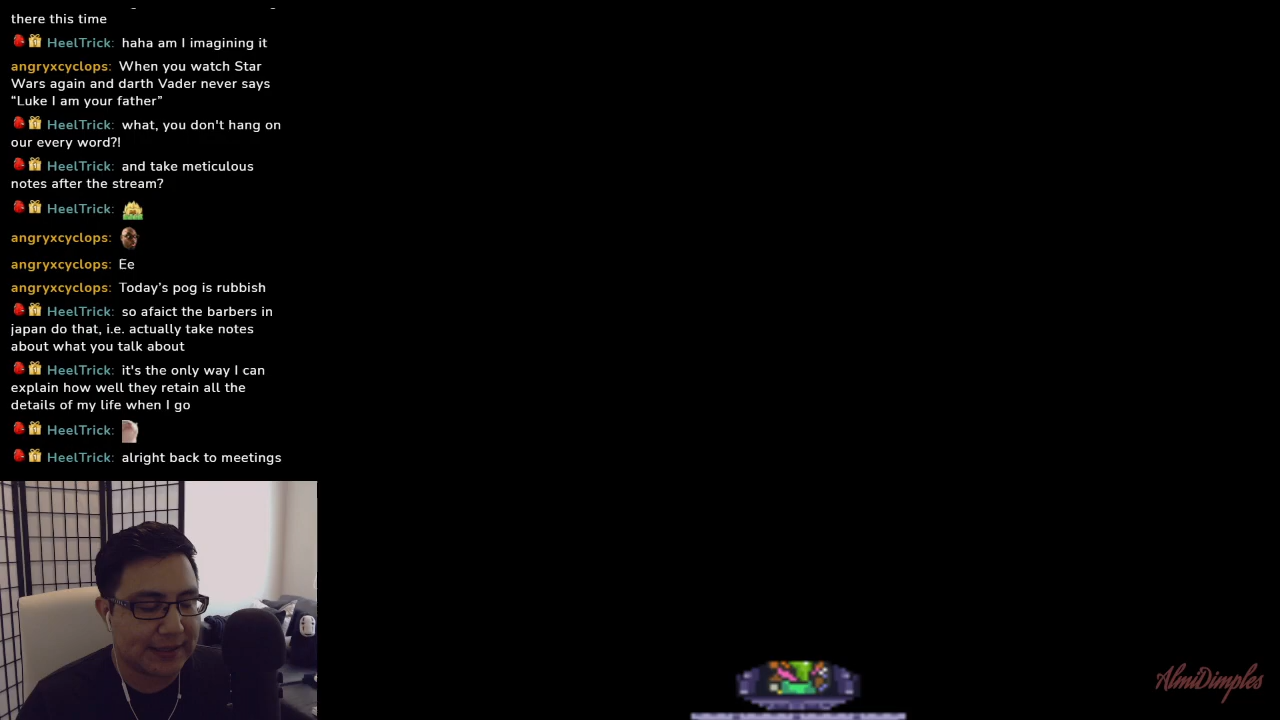 there this time
HeelTrick: haha am I imagining it
angryxcyclops: When you watch Star
Wars again and darth Vader never says
“Luke I am your father”
HeelTrick: what, you don't hang on
our every word?!
HeelTrick: and take meticulous
notes after the stream?
HeelTrick:
angryxcyclops:
angryxcyclops: Ee
angryxcyclops: Today’s pog is rubbish
HeelTrick: so afaict the barbers in
japan do that, i.e. actually take notes
about what you talk about
HeelTrick: it's the only way I can
explain how well they retain all the
details of my life when I go
HeelTrick:
HeelTrick: alright back to meetings
AlmiDimples